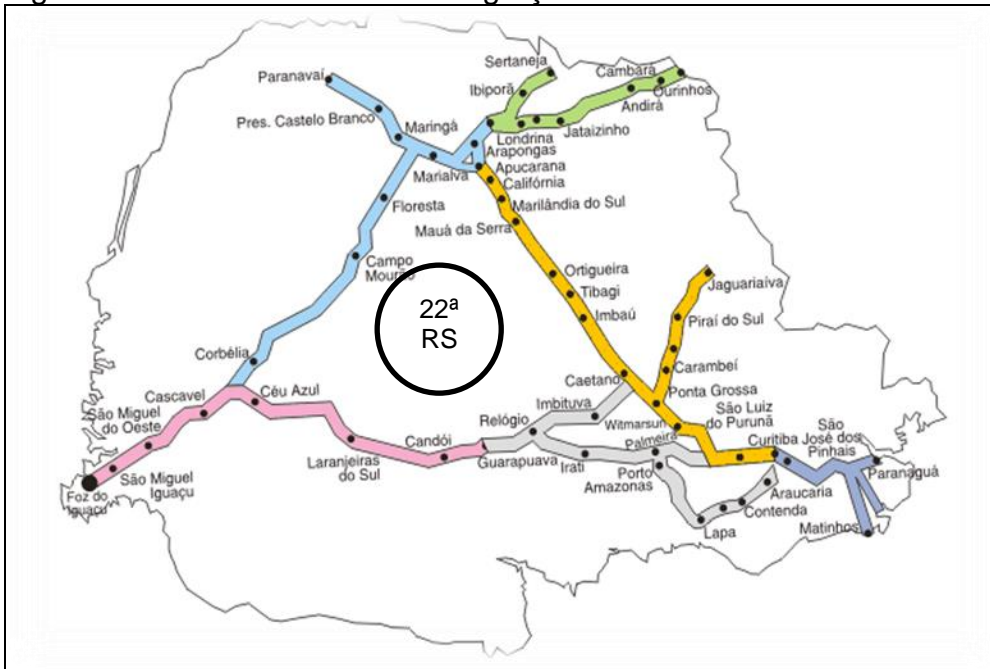 Sertaneja
Paranavaí
Cambará
Ibiporã
Ourinhos
Andirá
Pres. Castelo Branco
Maringá
Londrina
Jataizinho
Arapongas
Marialva
Apucarana
Califórnia
Floresta
Marilândia do Sul
Mauá da Serra
Campo
Mourão
Ortigueira
Jaguariaíva
Tibagi
22ª
RS
Imbaú
Piraí do Sul
Corbélia
Carambeí
Caetano
Cascavel
Céu Azul
Ponta Grossa
Imbituva
São Miguel
do Oeste
São Luiz
do Purunã
Relógio
Witmarsun
São
José dos
Pinhais
Candói
Palmeira
Curitiba
Laranjeiras
do Sul
Guarapuava
Irati
Porto
Amazonas
Paranaguá
São Miguel
Iguaçu
Araucaria
Foz do
Iguaçu
Contenda
Matinhos
Lapa